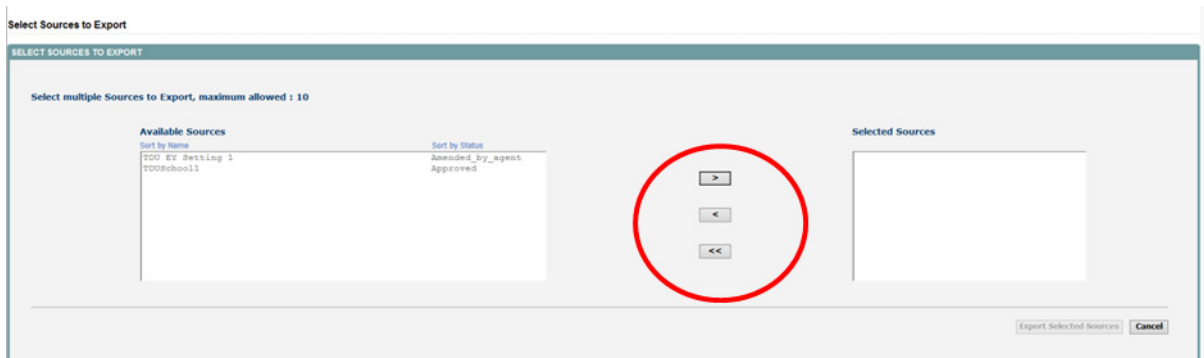 Select Sources to Export
SELECT SOURCES TO EXPORT
Select multiple Sources to Export, maximum allowed : 10
Available Sources
Sort by Name Sort by Status
TDU EY Setting 1 Amended_by_agent
TDUSchool1 Approved
>
<
<<
Selected Sources
Export Selected Sources Cancel